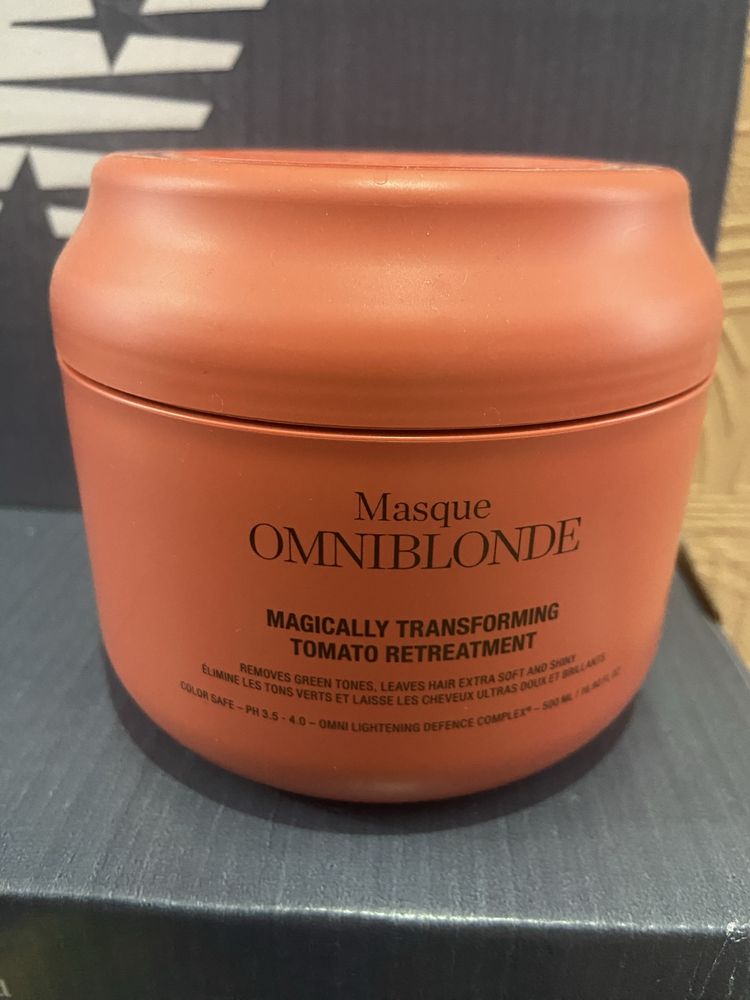 Masque
OMNIBLONDE
MAGICALLY TRANSFORMING
TOMATO RETREATMENT
REMOVES GREEN TONES, LEAVES HAIR EXTRA SOFT AND SHINY
ÉLIMINE LES TONS VERTS ET LAISSE LES CHEVEUX ULTRAS DOUX ET BRILLANTS
COLOR SAFE – PH 3.5 - 4.0 – OMNI LIGHTENING DEFENCE COMPLEX® – 500 ML /